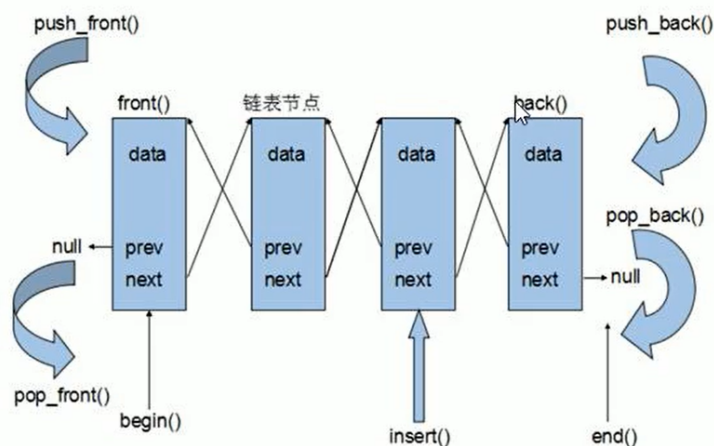 push_front()
push_back()
front()
链表节点
back()
data
data
data
data
pop_back()
null
prev
prev
prev
prev
next
next
next
next
null
pop_front()
begin()
insert()
end()